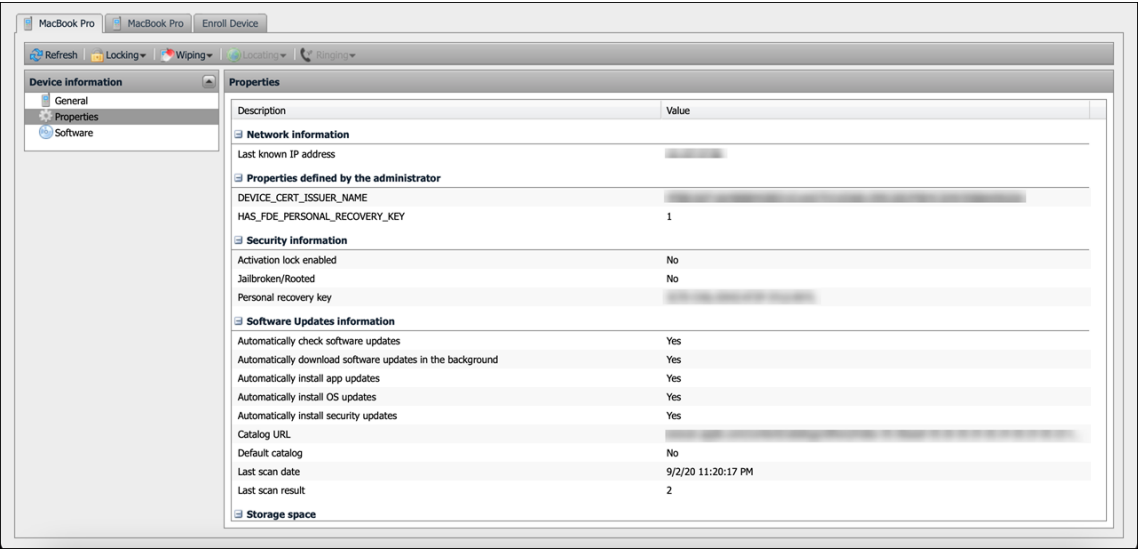 MacBook Pro MacBook Pro Enroll Device
Refresh Locking Wiping Locating Ringing
Device information
General
Properties
Software
Properties
Description Value
Network information
Last known IP address
Properties defined by the administrator
DEVICE_CERT_ISSUER_NAME
HAS_FDE_PERSONAL_RECOVERY_KEY 1
Security information
Activation lock enabled No
Jailbroken/Rooted No
Personal recovery key
Software Updates information
Automatically check software updates Yes
Automatically download software updates in the background Yes
Automatically install app updates Yes
Automatically install OS updates Yes
Automatically install security updates Yes
Catalog URL
Default catalog No
Last scan date 9/2/20 11:20:17 PM
Last scan result 2
Storage space